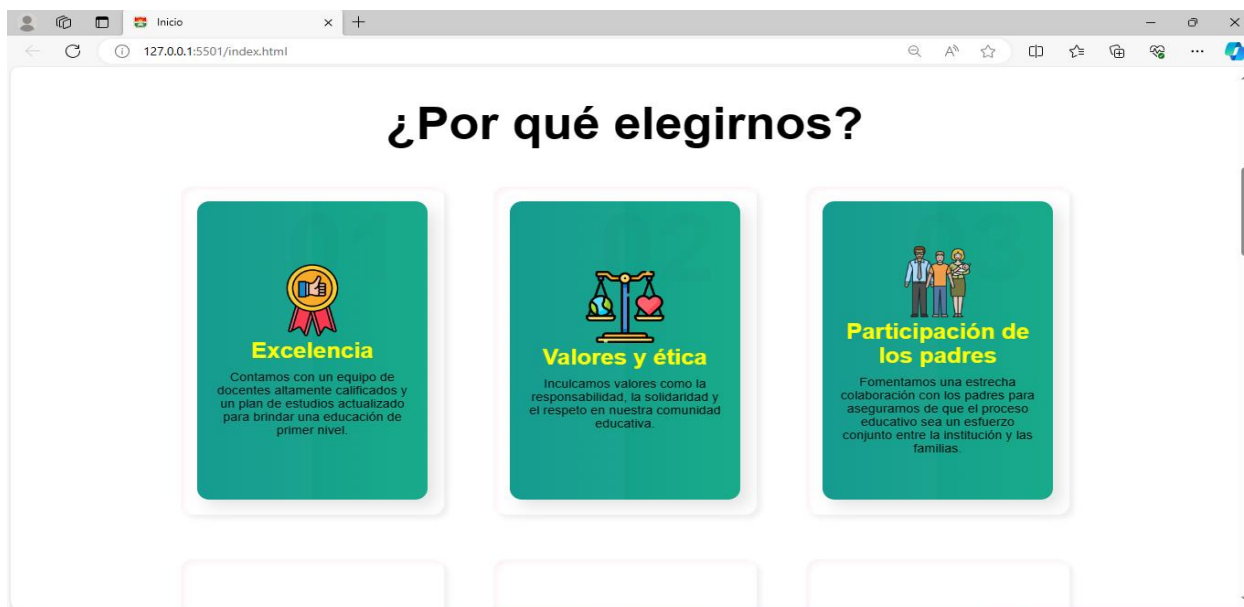 Inicio
127.0.0.1:5501/index.html
¿Por qué elegirnos?
01
Excelencia
Contamos con un equipo de
docentes altamente calificados y
un plan de estudios actualizado
para brindar una educación de
primer nivel.
02
Valores y ética
Inculcamos valores como la
responsabilidad, la solidaridad y
el respeto en nuestra comunidad
educativa.
03
Participación de
los padres
Fomentamos una estrecha
colaboración con los padres para
asegurarnos de que el proceso
educativo sea un esfuerzo
conjunto entre la institución y las
familias.